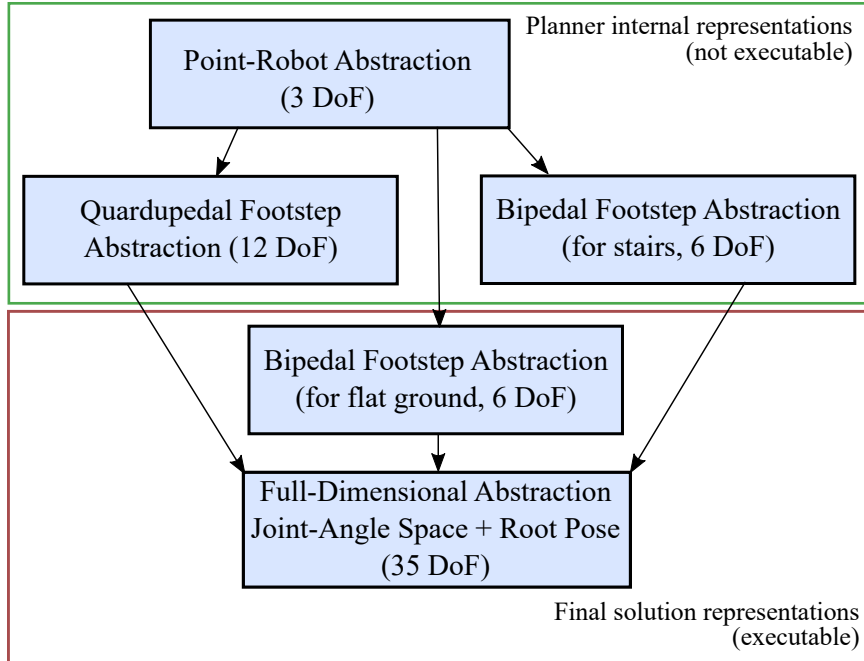 Planner internal representations
(not executable)
Point-Robot Abstraction
(3 DoF)
Quardupedal Footstep
Abstraction (12 DoF)
Bipedal Footstep Abstraction
(for stairs, 6 DoF)
Bipedal Footstep Abstraction
(for flat ground, 6 DoF)
Full-Dimensional Abstraction
Joint-Angle Space + Root Pose
(35 DoF)
Final solution representations
(executable)